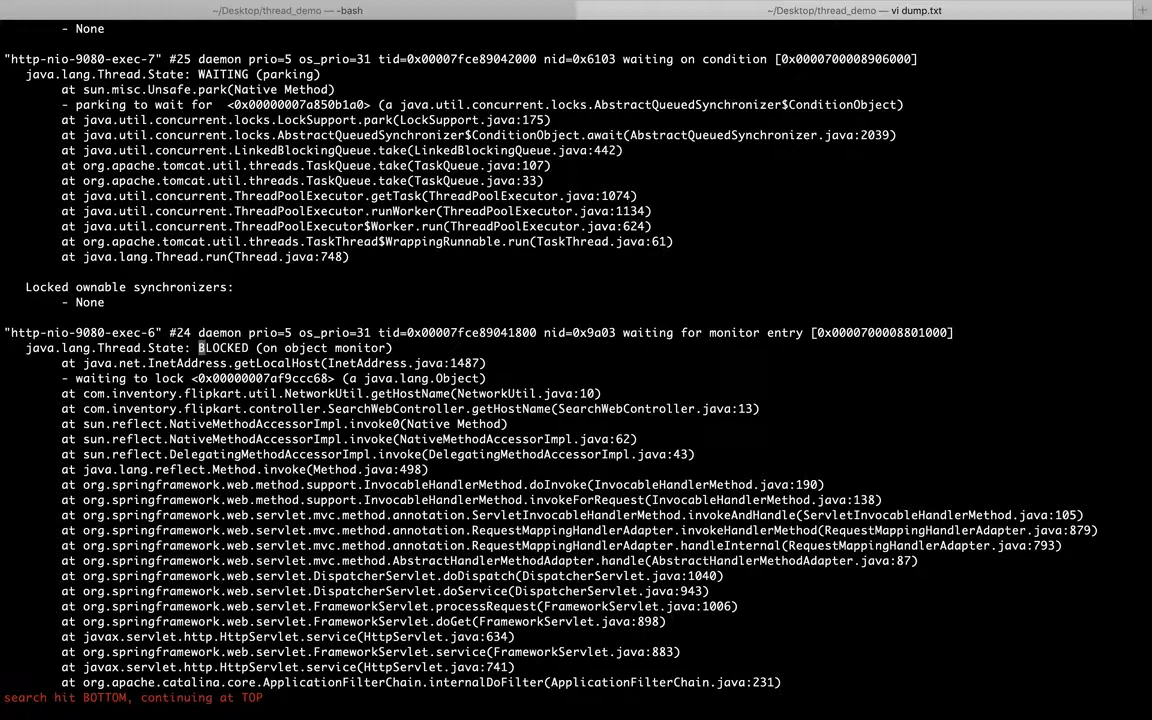 ~/Desktop/thread_demo — -bash
~/Desktop/thread_demo — vi dump.txt
- None
"http-nio-9080-exec-7" #25 daemon prio=5 os_prio=31 tid=0x00007fce89042000 nid=0x6103 waiting on condition [0x0000700008906000]
java.lang.Thread.State: WAITING (parking)
at sun.misc.Unsafe.park(Native Method)
- parking to wait for  <0x00000007a850b1a0> (a java.util.concurrent.locks.AbstractQueuedSynchronizer$ConditionObject)
at java.util.concurrent.locks.LockSupport.park(LockSupport.java:175)
at java.util.concurrent.locks.AbstractQueuedSynchronizer$ConditionObject.await(AbstractQueuedSynchronizer.java:2039)
at java.util.concurrent.LinkedBlockingQueue.take(LinkedBlockingQueue.java:442)
at org.apache.tomcat.util.threads.TaskQueue.take(TaskQueue.java:107)
at org.apache.tomcat.util.threads.TaskQueue.take(TaskQueue.java:33)
at java.util.concurrent.ThreadPoolExecutor.getTask(ThreadPoolExecutor.java:1074)
at java.util.concurrent.ThreadPoolExecutor.runWorker(ThreadPoolExecutor.java:1134)
at java.util.concurrent.ThreadPoolExecutor$Worker.run(ThreadPoolExecutor.java:624)
at org.apache.tomcat.util.threads.TaskThread$WrappingRunnable.run(TaskThread.java:61)
at java.lang.Thread.run(Thread.java:748)
Locked ownable synchronizers:
- None
"http-nio-9080-exec-6" #24 daemon prio=5 os_prio=31 tid=0x00007fce89041800 nid=0x9a03 waiting for monitor entry [0x0000700008801000]
java.lang.Thread.State: BLOCKED (on object monitor)
at java.net.InetAddress.getLocalHost(InetAddress.java:1487)
- waiting to lock <0x00000007af9ccc68> (a java.lang.Object)
at com.inventory.flipkart.util.NetworkUtil.getHostName(NetworkUtil.java:10)
at com.inventory.flipkart.controller.SearchWebController.getHostName(SearchWebController.java:13)
at sun.reflect.NativeMethodAccessorImpl.invoke0(Native Method)
at sun.reflect.NativeMethodAccessorImpl.invoke(NativeMethodAccessorImpl.java:62)
at sun.reflect.DelegatingMethodAccessorImpl.invoke(DelegatingMethodAccessorImpl.java:43)
at java.lang.reflect.Method.invoke(Method.java:498)
at org.springframework.web.method.support.InvocableHandlerMethod.doInvoke(InvocableHandlerMethod.java:190)
at org.springframework.web.method.support.InvocableHandlerMethod.invokeForRequest(InvocableHandlerMethod.java:138)
at org.springframework.web.servlet.mvc.method.annotation.ServletInvocableHandlerMethod.invokeAndHandle(ServletInvocableHandlerMethod.java:105)
at org.springframework.web.servlet.mvc.method.annotation.RequestMappingHandlerAdapter.invokeHandlerMethod(RequestMappingHandlerAdapter.java:879)
at org.springframework.web.servlet.mvc.method.annotation.RequestMappingHandlerAdapter.handleInternal(RequestMappingHandlerAdapter.java:793)
at org.springframework.web.servlet.mvc.method.AbstractHandlerMethodAdapter.handle(AbstractHandlerMethodAdapter.java:87)
at org.springframework.web.servlet.DispatcherServlet.doDispatch(DispatcherServlet.java:1040)
at org.springframework.web.servlet.DispatcherServlet.doService(DispatcherServlet.java:943)
at org.springframework.web.servlet.FrameworkServlet.processRequest(FrameworkServlet.java:1006)
at org.springframework.web.servlet.FrameworkServlet.doGet(FrameworkServlet.java:898)
at javax.servlet.http.HttpServlet.service(HttpServlet.java:634)
at org.springframework.web.servlet.FrameworkServlet.service(FrameworkServlet.java:883)
at javax.servlet.http.HttpServlet.service(HttpServlet.java:741)
at org.apache.catalina.core.ApplicationFilterChain.internalDoFilter(ApplicationFilterChain.java:231)
search hit BOTTOM, continuing at TOP